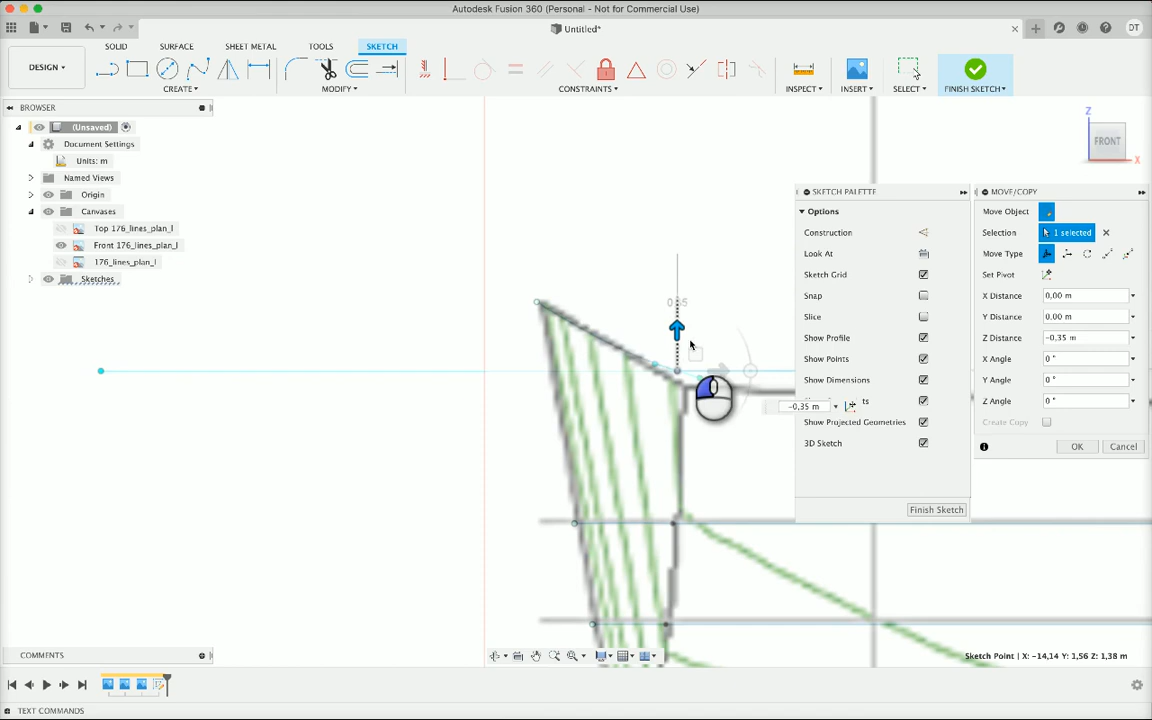 Autodesk Fusion 360 (Personal - Not for Commercial Use)
Untitled*
DT
DESIGN
SOLID
SURFACE
SHEET METAL
TOOLS
SKETCH
CREATE
MODIFY
CONSTRAINTS
INSPECT
INSERT
SELECT
FINISH SKETCH
BROWSER
(Unsaved)
Document Settings
Units: m
Named Views
Origin
Canvases
Top 176_lines_plan_l
Front 176_lines_plan_l
176_lines_plan_l
Sketches
Z
FRONT
X
SKETCH PALETTE
Options
Construction
Look At
Sketch Grid
Snap
Slice
Show Profile
Show Points
Show Dimensions
ts
Show Projected Geometries
3D Sketch
Finish Sketch
MOVE/COPY
Move Object
Selection
1 selected
Move Type
Set Pivot
X Distance
0,00 m
Y Distance
0,00 m
Z Distance
-0,35 m
X Angle
0 °
Y Angle
0 °
Z Angle
0 °
Create Copy
OK
Cancel
-0,35 m
COMMENTS
Sketch Point | X: -14,14 Y: 1,56 Z: 1,38 m
TEXT COMMANDS